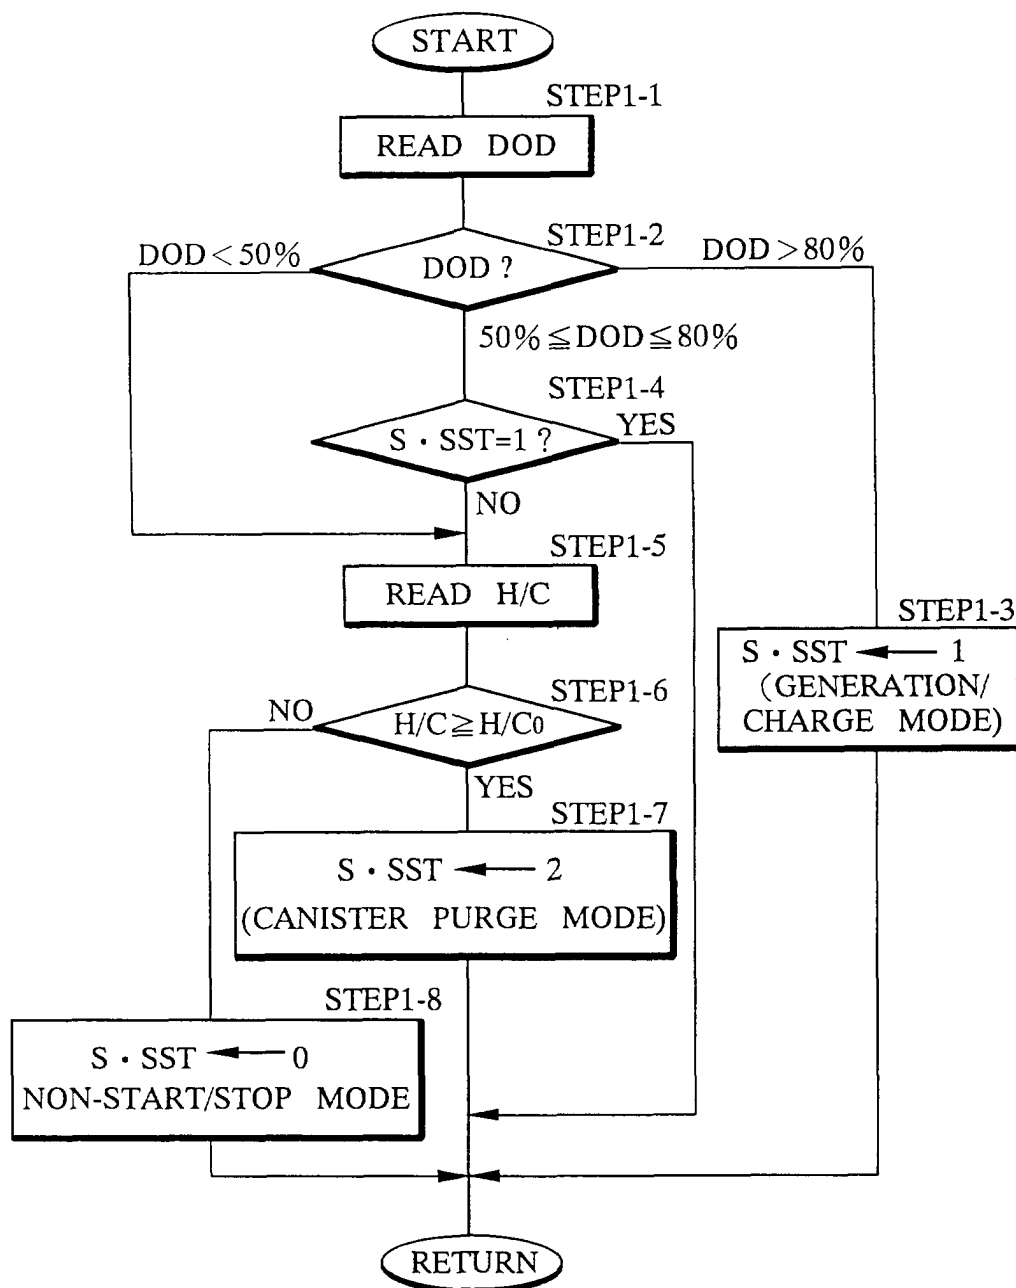 START
STEP1-1
READ DOD
STEP1-2
DOD<50%
DOD>80%
DOD ?
50%≦DOD≦80%
STEP1-4
YES
S・SST=1 ?
NO
STEP1-5
READ H/C
STEP1-3
S・SST ← 1
(GENERATION/
CHARGE MODE)
STEP1-6
NO
H/C≧H/C0
YES
STEP1-7
S・SST ← 2
(CANISTER PURGE MODE)
STEP1-8
S・SST ← 0
NON-START/STOP MODE
RETURN